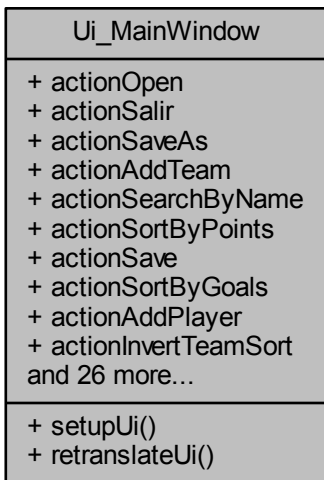 Ui_MainWindow
+ actionOpen
+ actionSalir
+ actionSaveAs
+ actionAddTeam
+ actionSearchByName
+ actionSortByPoints
+ actionSave
+ actionSortByGoals
+ actionAddPlayer
+ actionInvertTeamSort
and 26 more...
+ setupUi()
+ retranslateUi()